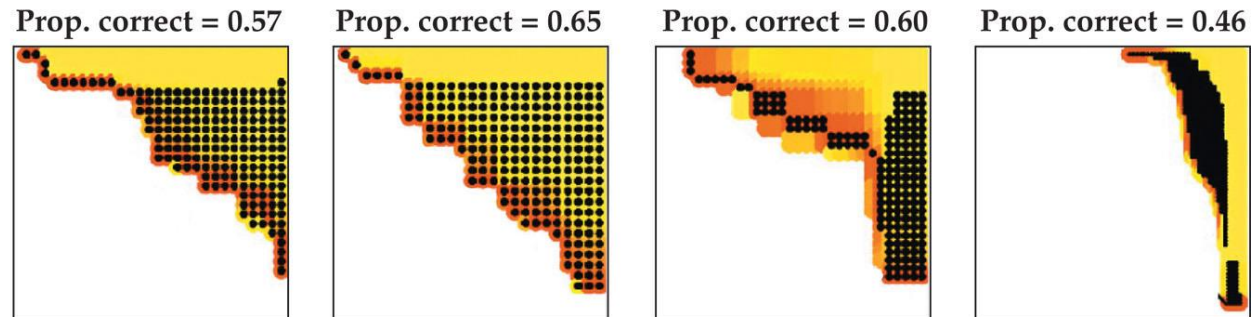 Prop. correct = 0.57 Prop. correct = 0.65 Prop. correct = 0.60 Prop. correct = 0.46